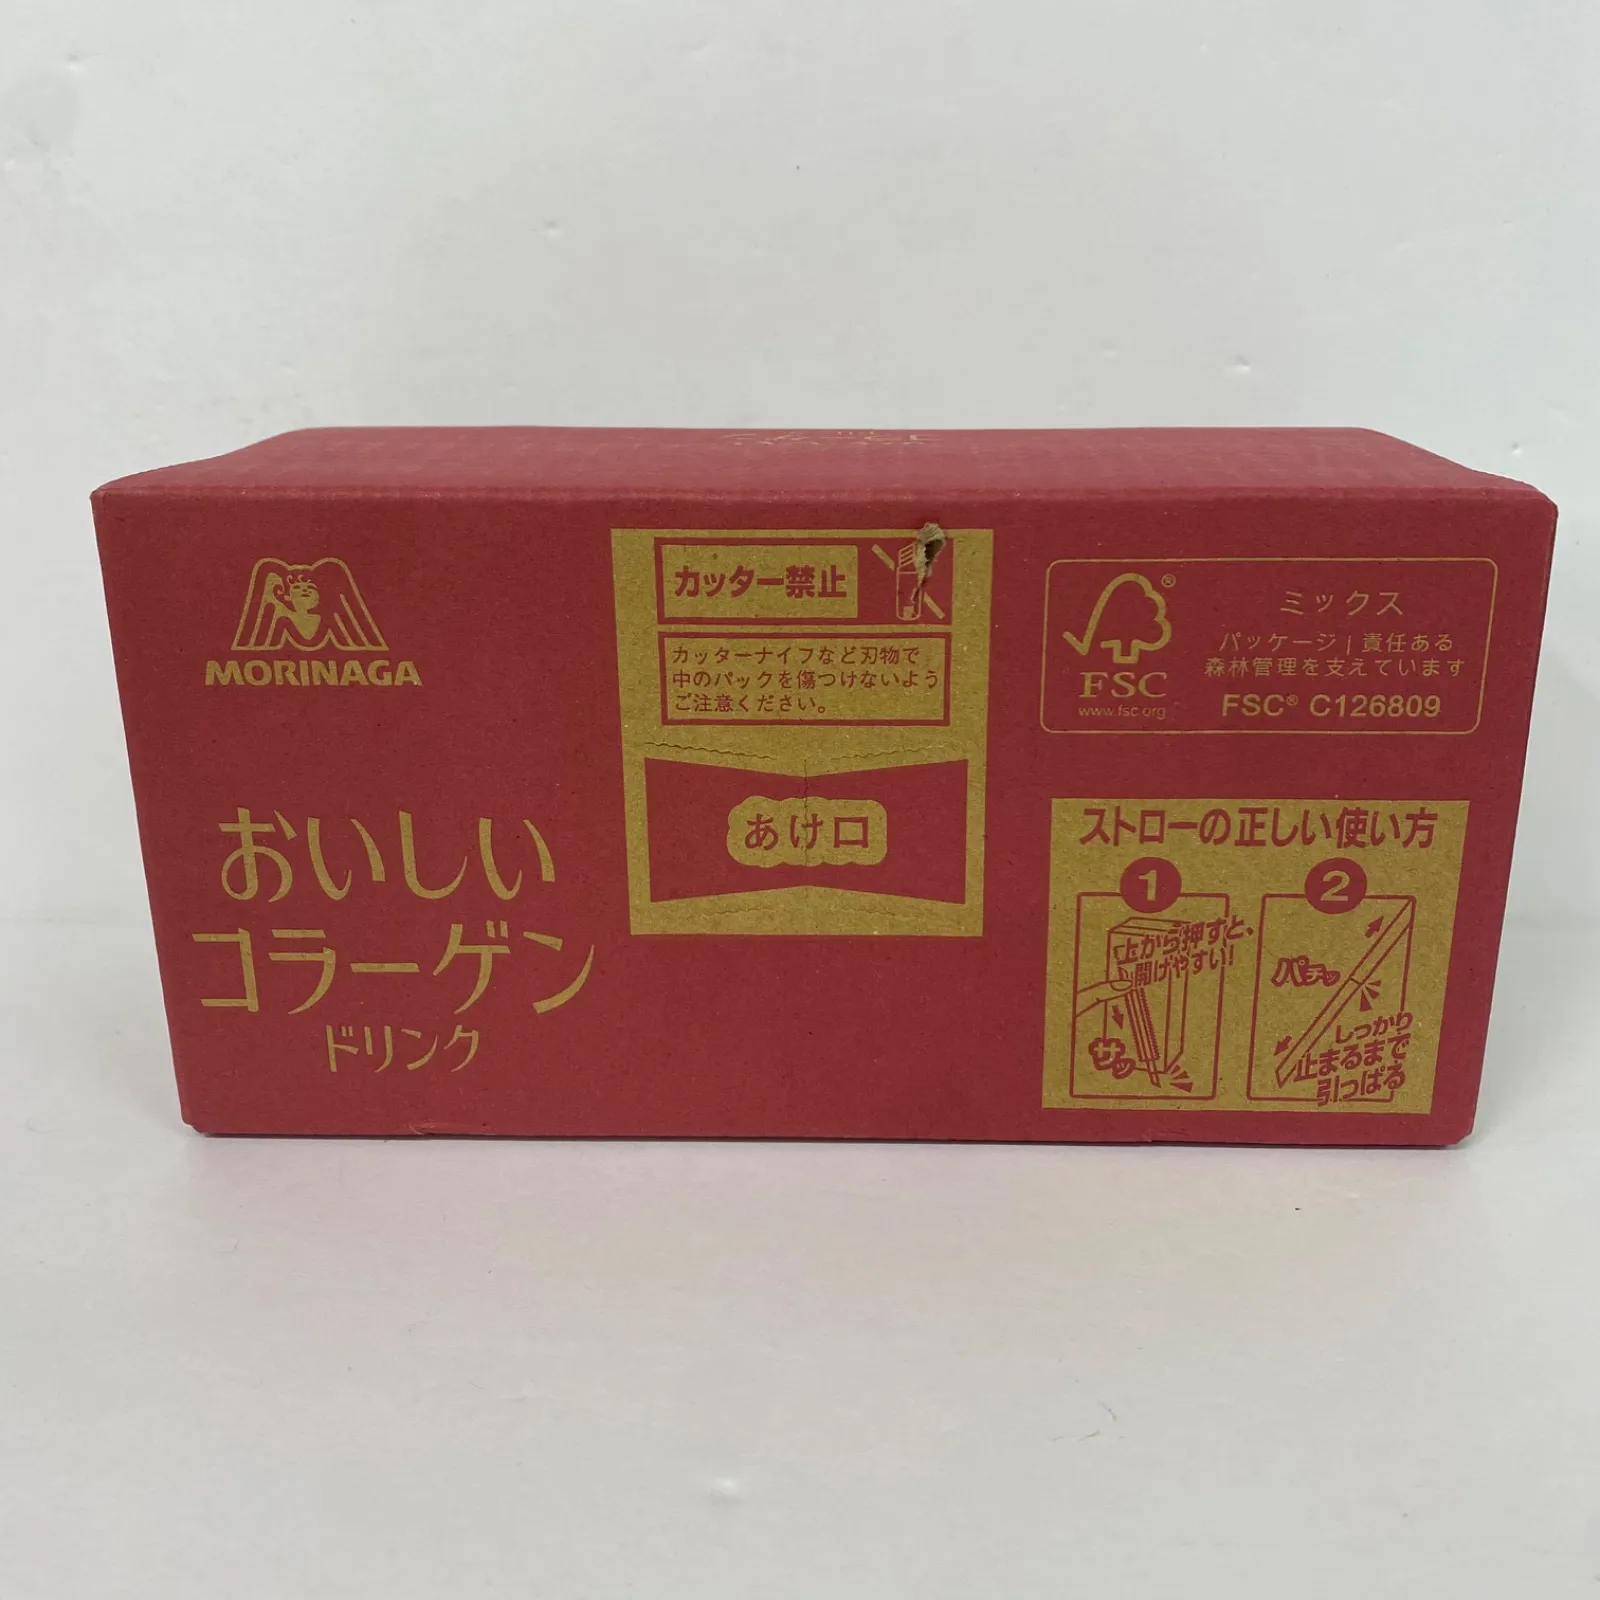 MORINAGA
おいしい
コラーゲン
ドリンク
カッター禁止
カッターナイフなど刃物で
中のパックを傷つけないよう
ご注意ください。
あけ口
FSC®
www.fsc.org
ミックス
パッケージ | 責任ある
森林管理を支えています
FSC® C126809
ストローの正しい使い方
1
上から押すと、
開けやすい!
サッ
2
パチッ
しっかり
止まるまで
引っぱる